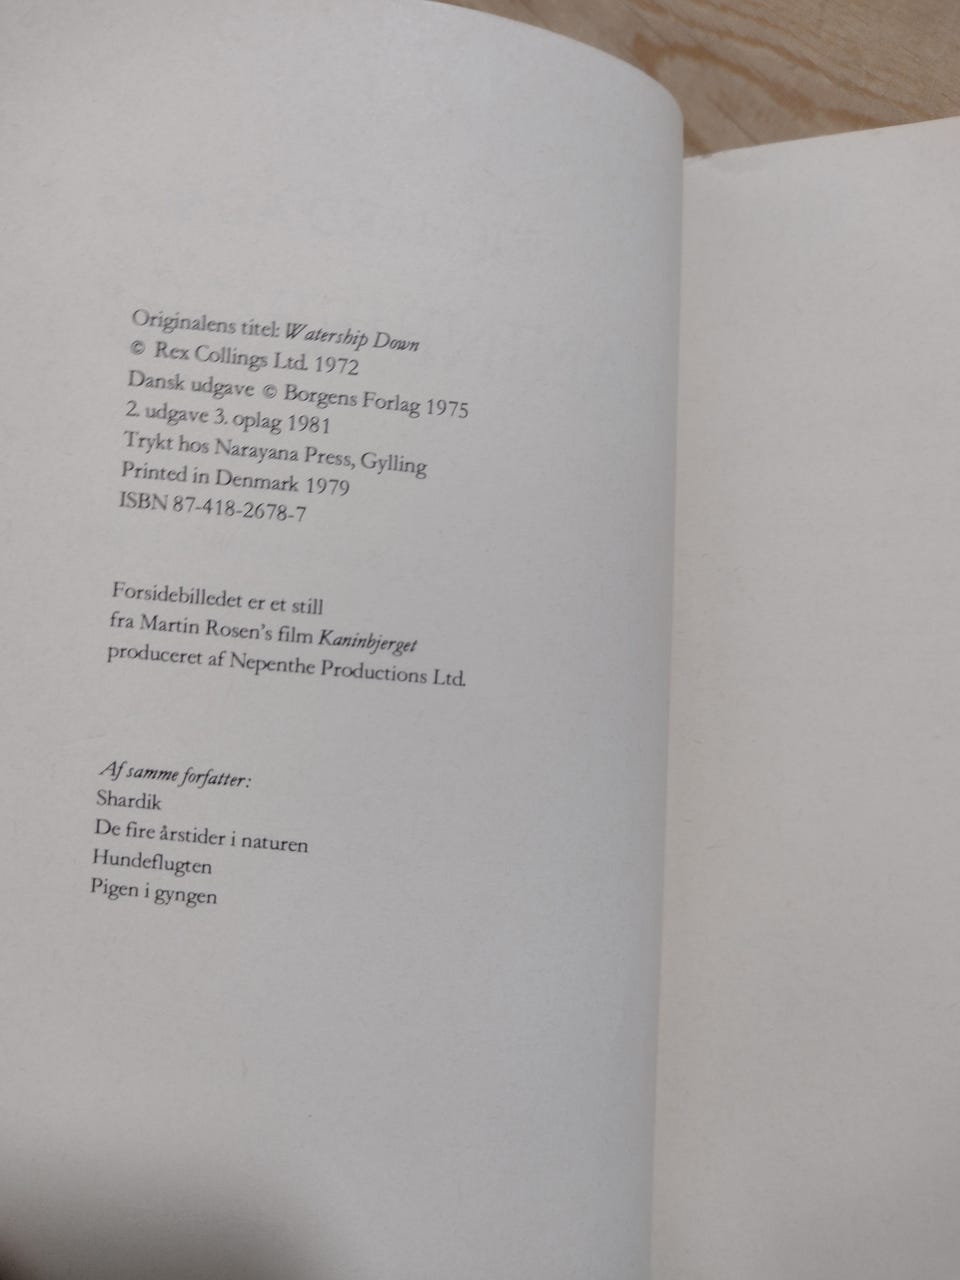 Originalens titel: Watership Down
© Rex Collings Ltd. 1972
Dansk udgave © Borgens Forlag 1975
2. udgave 3. oplag 1981
Trykt hos Narayana Press, Gylling
Printed in Denmark 1979
ISBN 87-418-2678-7
Forsidebilledet er et still
fra Martin Rosen's film Kaninbjerget
produceret af Nepenthe Productions Ltd.
Af samme forfatter:
Shardik
De fire årstider i naturen
Hundeflugten
Pigen i gyngen